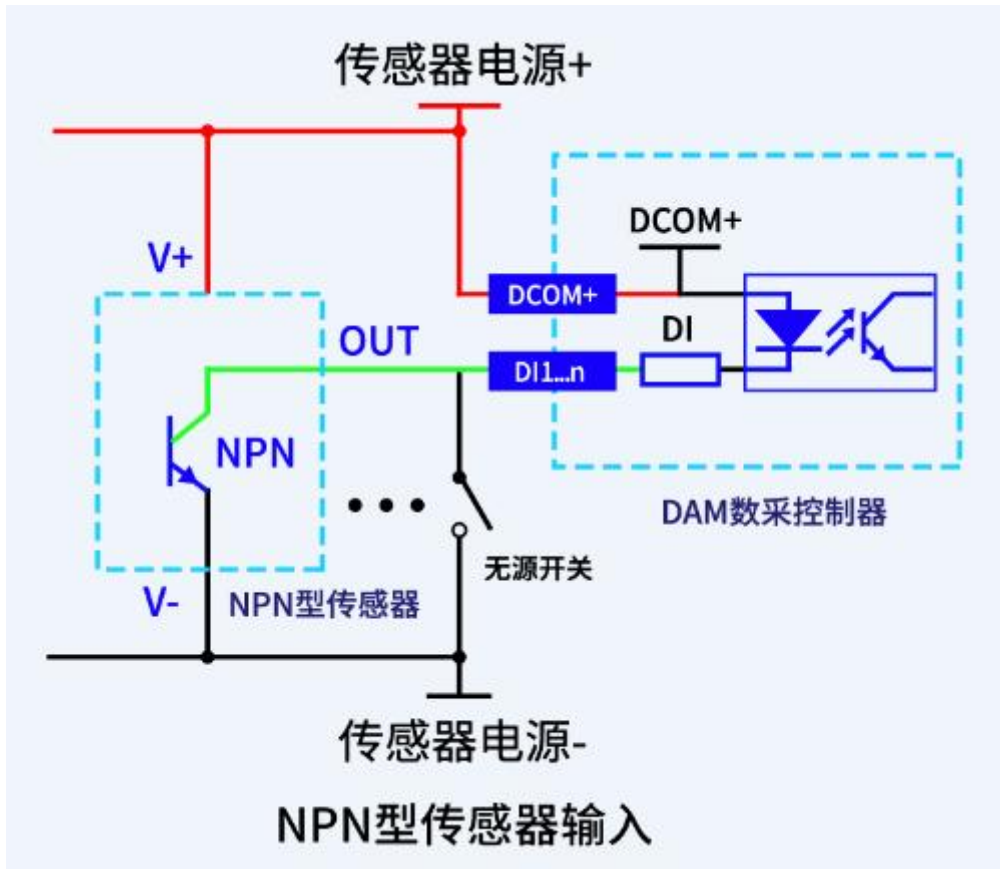 传感器电源+
DCOM+
V+
DCOM+
OUT
DI
DI1...n
NPN
DAM数采控制器
无源开关
V-
NPN型传感器
传感器电源-
NPN型传感器输入